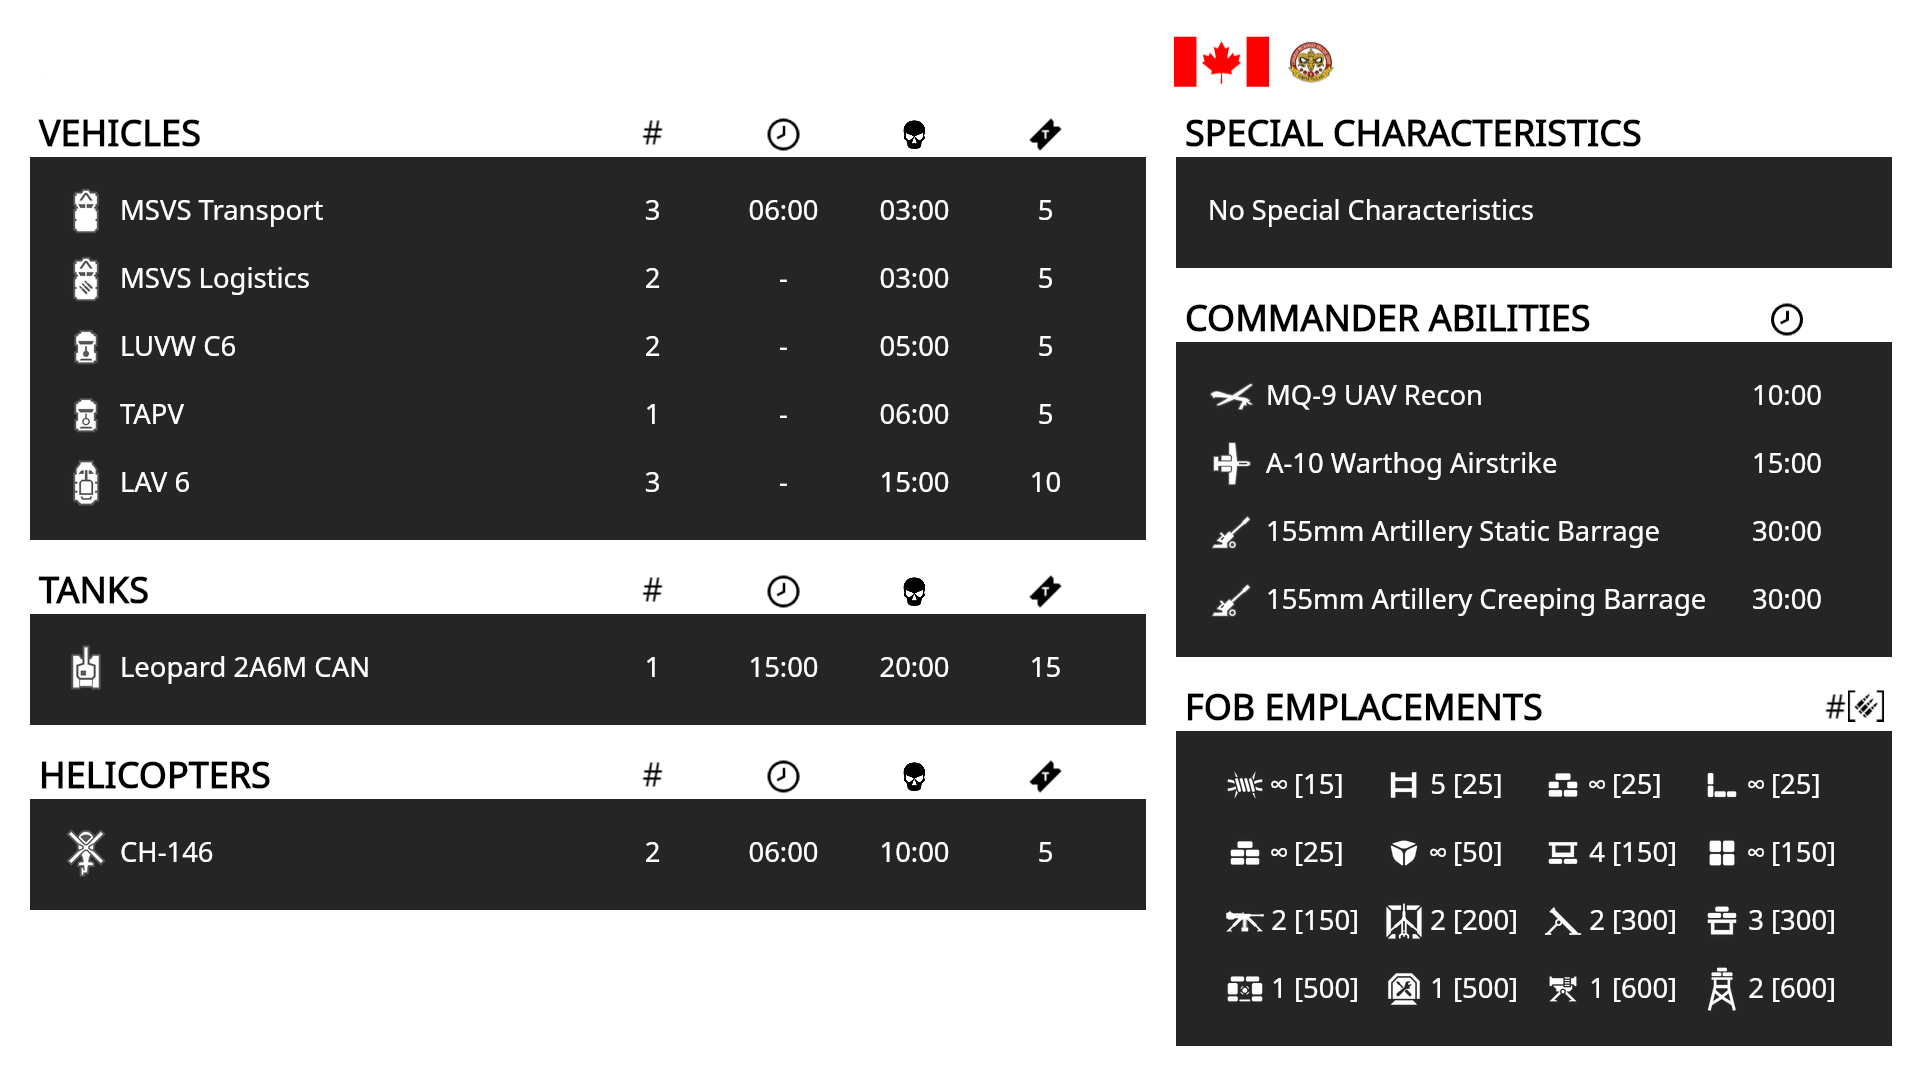 VEHICLES #
MSVS Transport 3 06:00 03:00 5
MSVS Logistics 2 - 03:00 5
LUVW C6 2 - 05:00 5
TAPV 1 - 06:00 5
LAV 6 3 - 15:00 10
TANKS #
Leopard 2A6M CAN 1 15:00 20:00 15
HELICOPTERS #
CH-146 2 06:00 10:00 5
SPECIAL CHARACTERISTICS
No Special Characteristics
COMMANDER ABILITIES
MQ-9 UAV Recon 10:00
A-10 Warthog Airstrike 15:00
155mm Artillery Static Barrage 30:00
155mm Artillery Creeping Barrage 30:00
FOB EMPLACEMENTS #[]
∞ [15] 5 [25] ∞ [25] ∞ [25]
∞ [25] ∞ [50] 4 [150] ∞ [150]
2 [150] 2 [200] 2 [300] 3 [300]
1 [500] 1 [500] 1 [600] 2 [600]